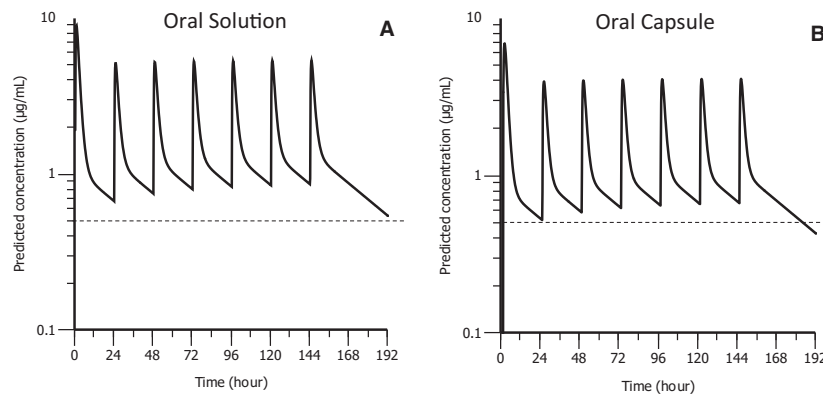 Oral Solution
A
Predicted concentration (µg/mL)
10
1
0.1
0 24 48 72 96 120 144 168 192
Time (hour)
Oral Capsule
B
Predicted concentration (µg/mL)
10
1
0.1
0 24 48 72 96 120 144 168 192
Time (hour)